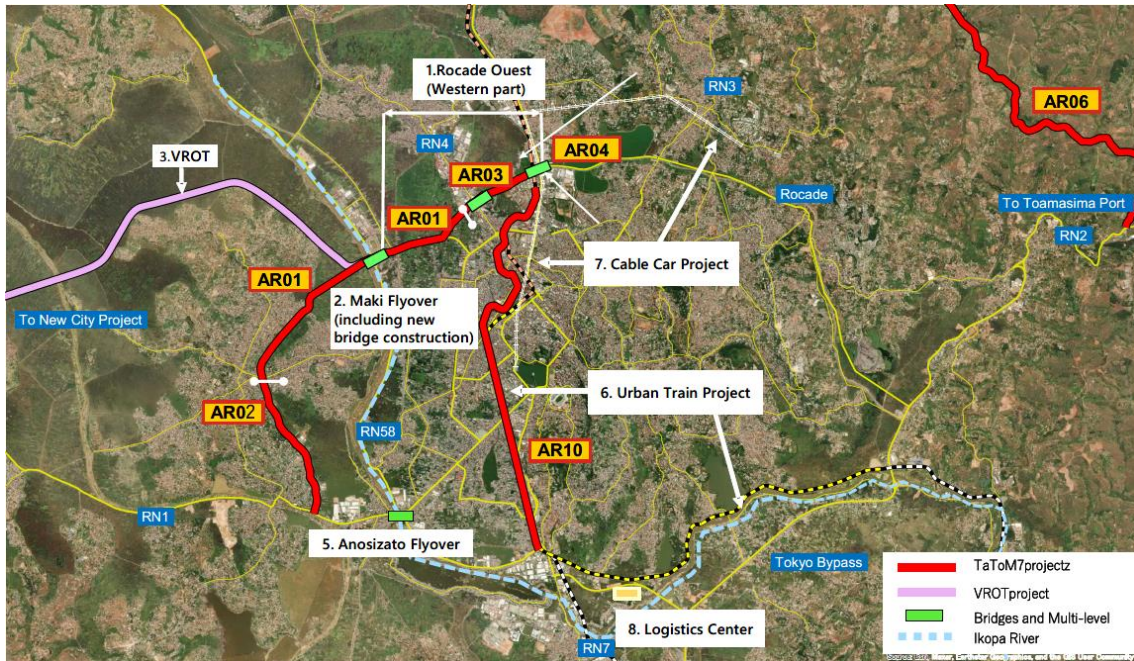 1.Rocade Ouest
(Western part)
RN3
AR06
RN4
AR04
3.VROT
AR03
Rocade
To Toamasima Port
AR01
RN2
7. Cable Car Project
AR01
2. Maki Flyover
(including new
bridge construction)
To New City Project
6. Urban Train Project
AR02
RN58
AR10
RN1
5. Anosizato Flyover
Tokyo Bypass
TaToM7projectz
VROTproject
Bridges and Multi-level
Ikopa River
8. Logistics Center
RN7